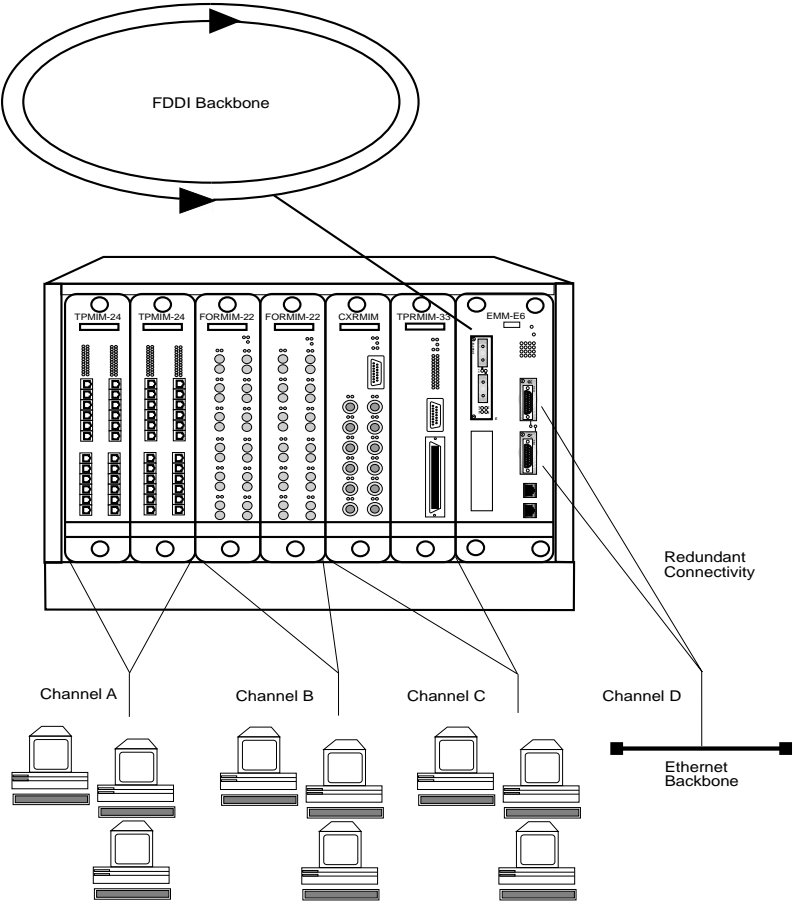 FDDI Backbone
TPMIM-24
TPMIM-24
FORMIM-22
FORMIM-22
CXRMIM
TPRMIM-33
EMM-E6
Redundant
Connectivity
Channel A
Channel B
Channel C
Channel D
Ethernet
Backbone